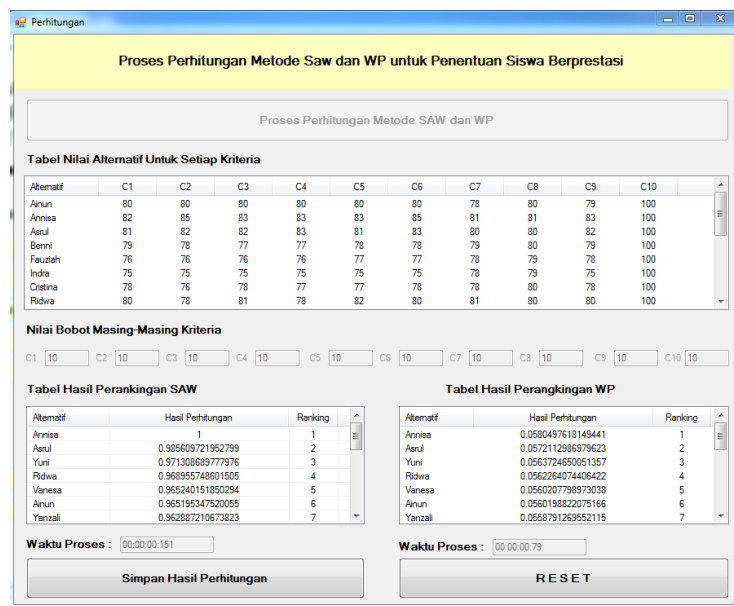 Perhitungan
Proses Perhitungan Metode Saw dan WP untuk Penentuan Siswa Berprestasi
Proses Perhitungan Metode SAW dan WP
Tabel Nilai Alternatif Untuk Setiap Kriteria
Alternatif C1 C2 C3 C4 C5 C6 C7 C8 C9 C10
Ainun 80 80 80 80 80 80 78 80 79 100
Annisa 82 85 83 83 83 85 81 81 83 100
Asrul 81 82 82 83 81 83 80 80 82 100
Benni 79 78 77 77 78 78 79 80 79 100
Fauziah 76 76 76 76 77 77 78 79 78 100
Indra 75 75 75 75 75 75 78 79 75 100
Cristina 78 76 78 77 77 78 78 80 78 100
Ridwa 80 78 81 78 82 80 81 80 80 100
Nilai Bobot Masing-Masing Kriteria
C1 10 C2 10 C3 10 C4 10 C5 10 C6 10 C7 10 C8 10 C9 10 C10 10
Tabel Hasil Perankingan SAW
Alternatif Hasil Perhitungan Ranking
Annisa 1 1
Asrul 0.985609721952799 2
Yuni 0.971308689777976 3
Ridwa 0.968955748601505 4
Vanesa 0.965240151850294 5
Ainun 0.965195347520055 6
Yanzali 0.962887210673823 7
Waktu Proses : 00:00:00:151
Simpan Hasil Perhitungan
Tabel Hasil Perangkingan WP
Alternatif Hasil Perhitungan Ranking
Annisa 0.0580497618149441 1
Asrul 0.0572112986979623 2
Yuni 0.0563724650051357 3
Ridwa 0.0562264074406422 4
Vanesa 0.0560207798973038 5
Ainun 0.0560198822075166 6
Yanzali 0.0558791269552115 7
Waktu Proses : 00:00:00:79
R E S E T